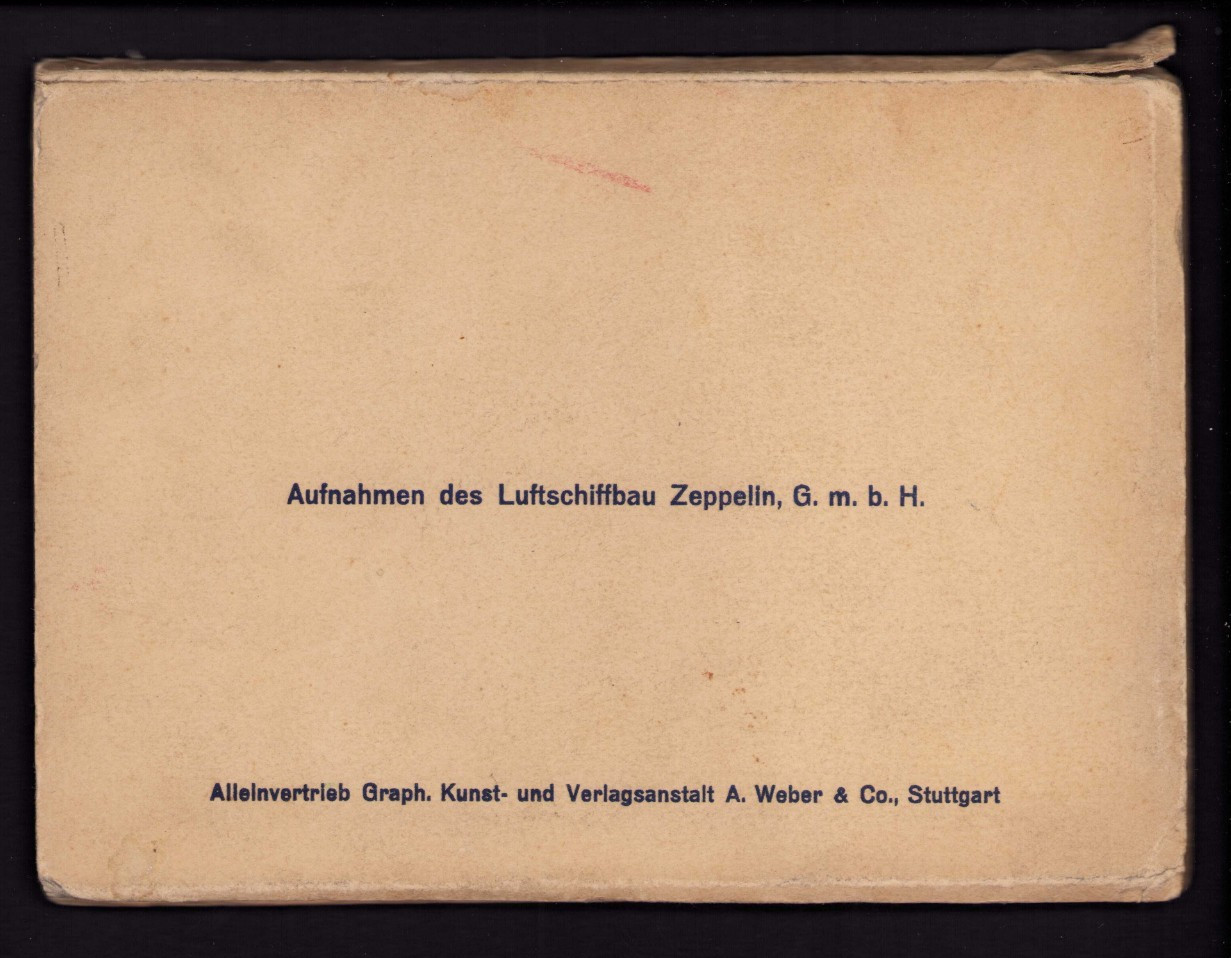 Aufnahmen des Luftschiffbau Zeppelin, G. m. b. H.
Alleinvertrieb Graph. Kunst- und Verlagsanstalt A. Weber & Co., Stuttgart